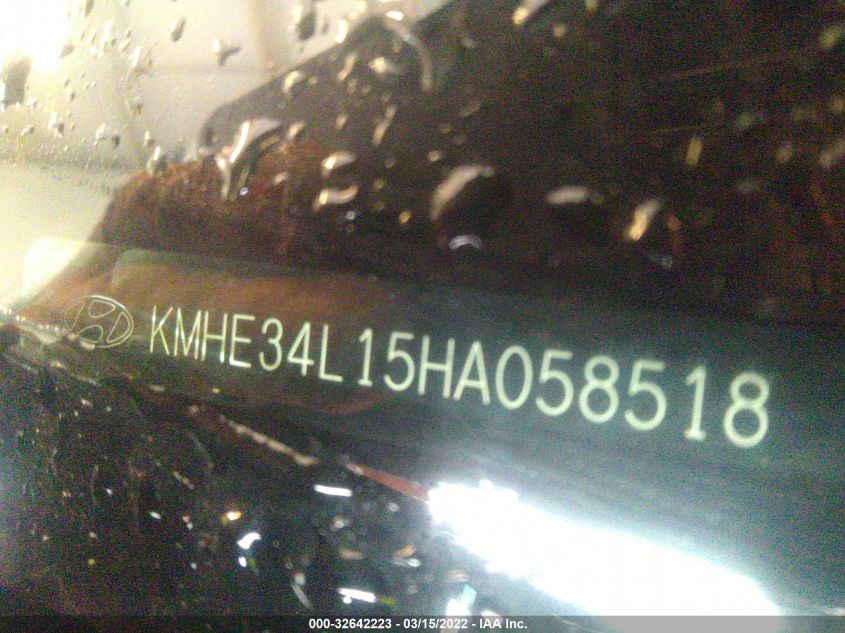 KMHE34L15HA058518
000-32642223 - 03/15/2022 - IAA Inc.